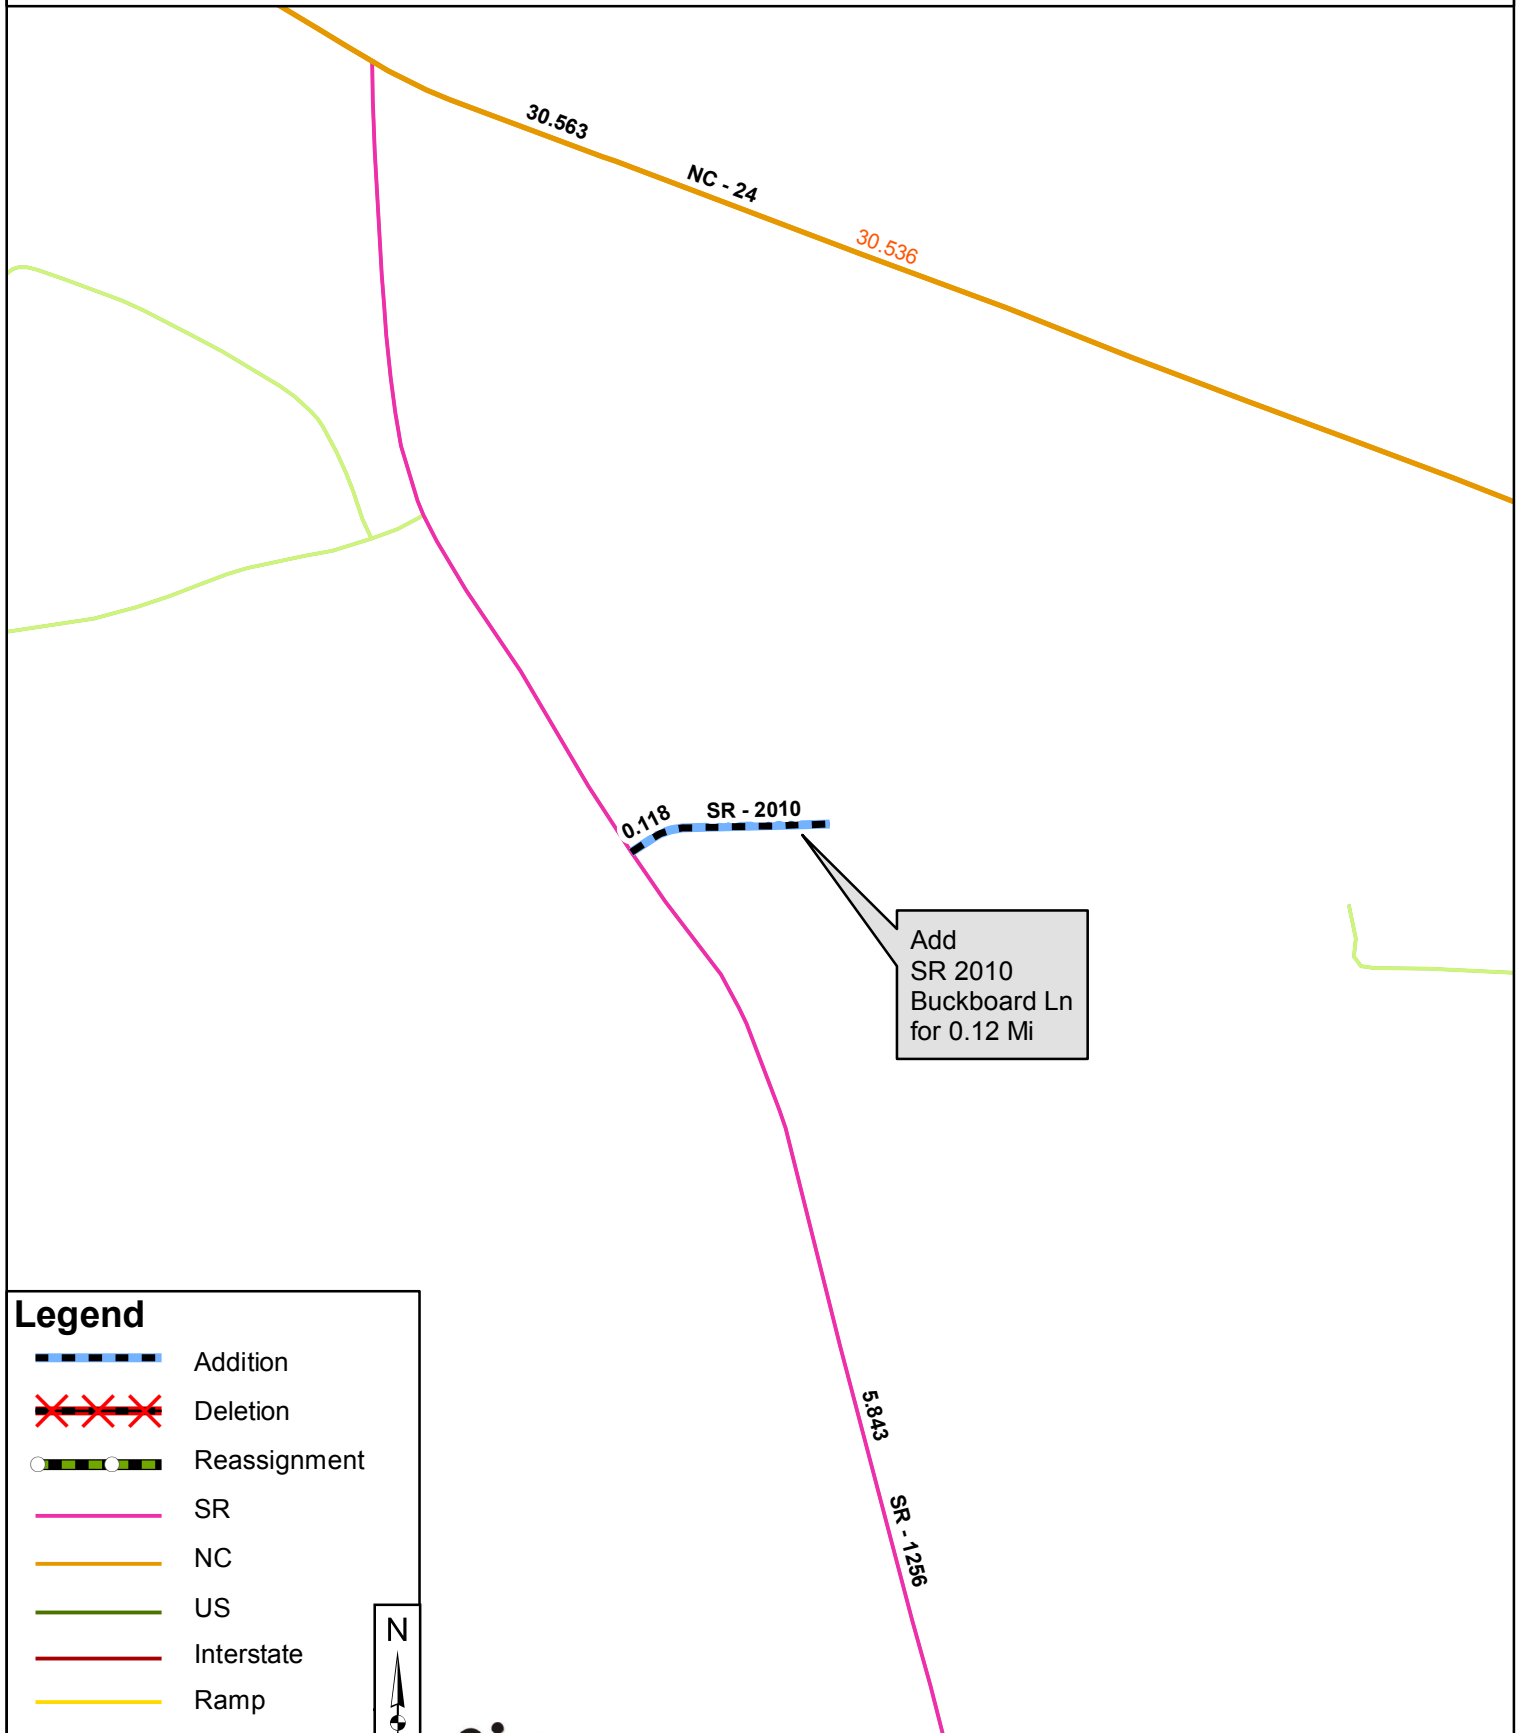 30.563
NC - 24
30.536
0.118
SR - 2010
Add
SR 2010
Buckboard Ln
for 0.12 Mi
5.843
SR - 1256
Legend
Addition
Deletion
Reassignment
SR
NC
US
Interstate
Ramp
N